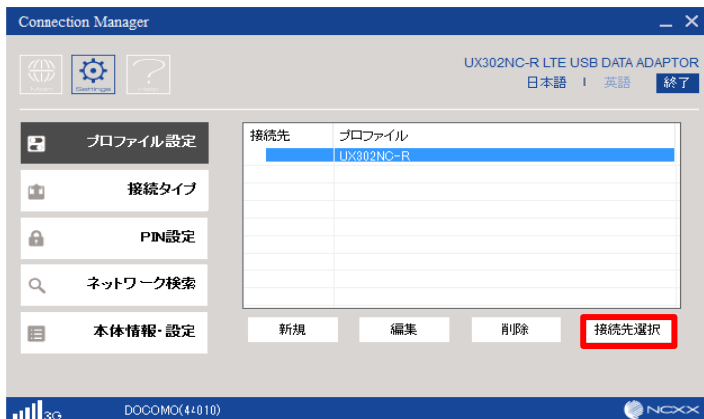 Connection Manager
UX302NC-R LTE USB DATA ADAPTOR
日本語 | 英語 終了
Main Settings Help
プロファイル設定
接続タイプ
PIN設定
ネットワーク検索
本体情報・設定
接続先 プロファイル
UX302NC-R
新規 編集 削除 接続先選択
3G DOCOMO(44010) NCXX